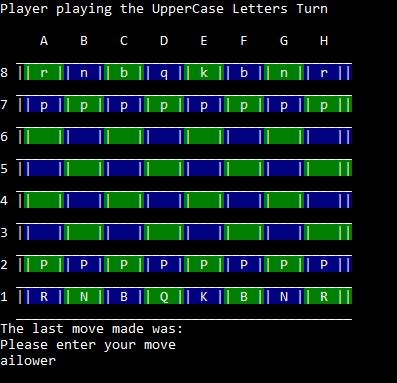 Player playing the UpperCase Letters Turn
A B C D E F G H
8 | r | n | b | q | k | b | n | r ||
7 | p | p | p | p | p | p | p | p ||
6 | | | | | | | | ||
5 | | | | | | | | ||
4 | | | | | | | | ||
3 | | | | | | | | ||
2 | P | P | P | P | P | P | P | P ||
1 | R | N | B | Q | K | B | N | R ||
The last move made was:
Please enter your move
ailower